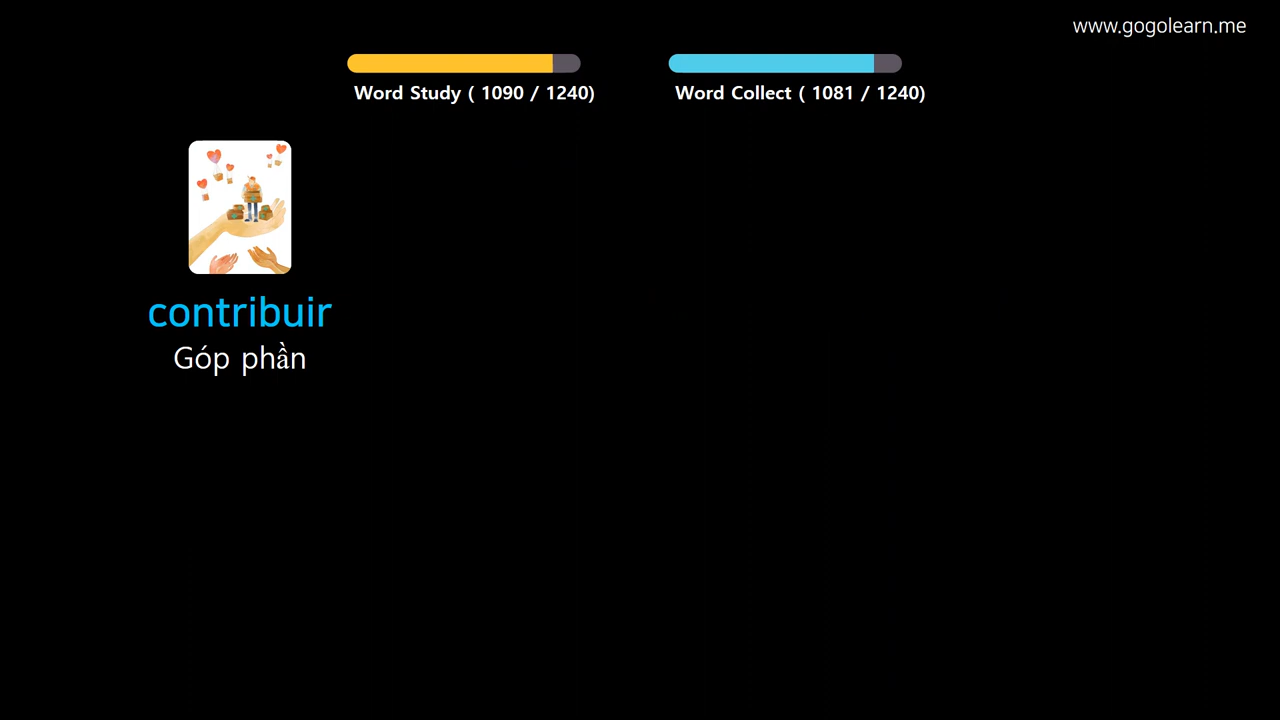 www.gogolearn.me
Word Study ( 1090 / 1240)
Word Collect ( 1081 / 1240)
contribuir
Góp phần